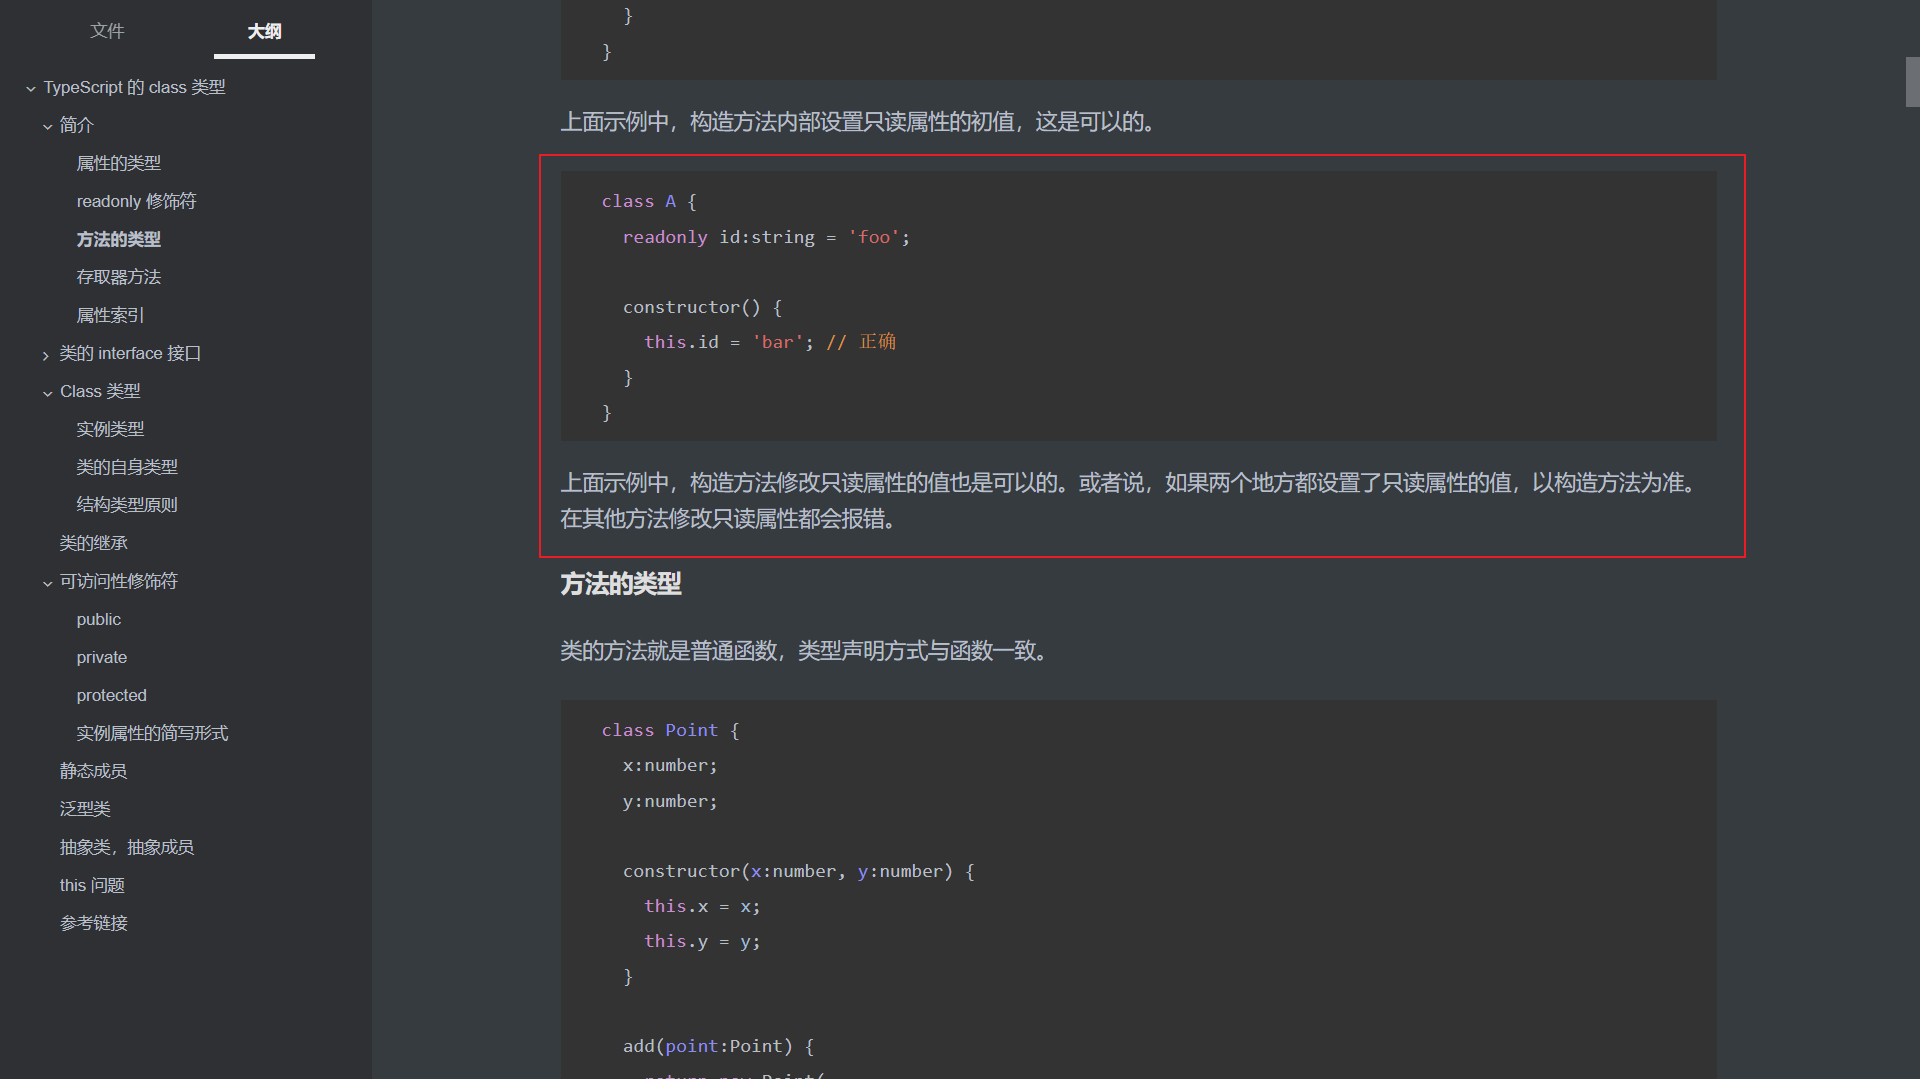 文件
大纲
TypeScript 的 class 类型
简介
属性的类型
readonly 修饰符
方法的类型
存取器方法
属性索引
类的 interface 接口
Class 类型
实例类型
类的自身类型
结构类型原则
类的继承
可访问性修饰符
public
private
protected
实例属性的简写形式
静态成员
泛型类
抽象类，抽象成员
this 问题
参考链接
}
}
上面示例中，构造方法内部设置只读属性的初值，这是可以的。
class A {
readonly id:string = 'foo';
constructor() {
this.id = 'bar'; // 正确
}
}
上面示例中，构造方法修改只读属性的值也是可以的。或者说，如果两个地方都设置了只读属性的值，以构造方法为准。
在其他方法修改只读属性都会报错。
方法的类型
类的方法就是普通函数，类型声明方式与函数一致。
class Point {
x:number;
y:number;
constructor(x:number, y:number) {
this.x = x;
this.y = y;
}
add(point:Point) {
return new Point(